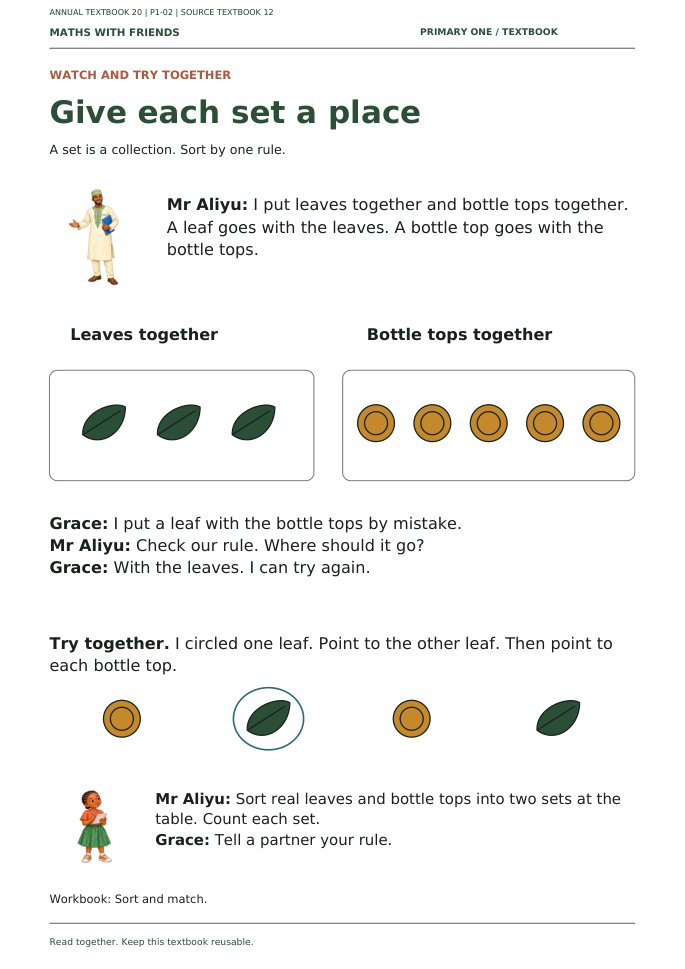 ANNUAL TEXTBOOK 20 | P1-02 | SOURCE TEXTBOOK 12
MATHS WITH FRIENDS
PRIMARY ONE / TEXTBOOK
WATCH AND TRY TOGETHER
Give each set a place
A set is a collection. Sort by one rule.
Mr Aliyu: I put leaves together and bottle tops together.
A leaf goes with the leaves. A bottle top goes with the
bottle tops.
Leaves together
Bottle tops together
Grace: I put a leaf with the bottle tops by mistake.
Mr Aliyu: Check our rule. Where should it go?
Grace: With the leaves. I can try again.
Try together. I circled one leaf. Point to the other leaf. Then point to
each bottle top.
Mr Aliyu: Sort real leaves and bottle tops into two sets at the
table. Count each set.
Grace: Tell a partner your rule.
Workbook: Sort and match.
Read together. Keep this textbook reusable.